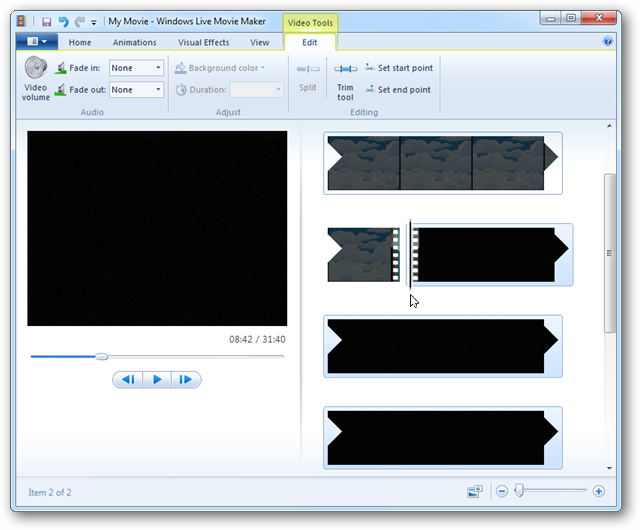 My Movie - Windows Live Movie Maker
Video Tools
Home Animations Visual Effects View Edit
Video volume
Fade in: None
Fade out: None
Audio
Background color
Duration:
Adjust
Split
Trim tool
Set start point
Set end point
Editing
08:42 / 31:40
Item 2 of 2